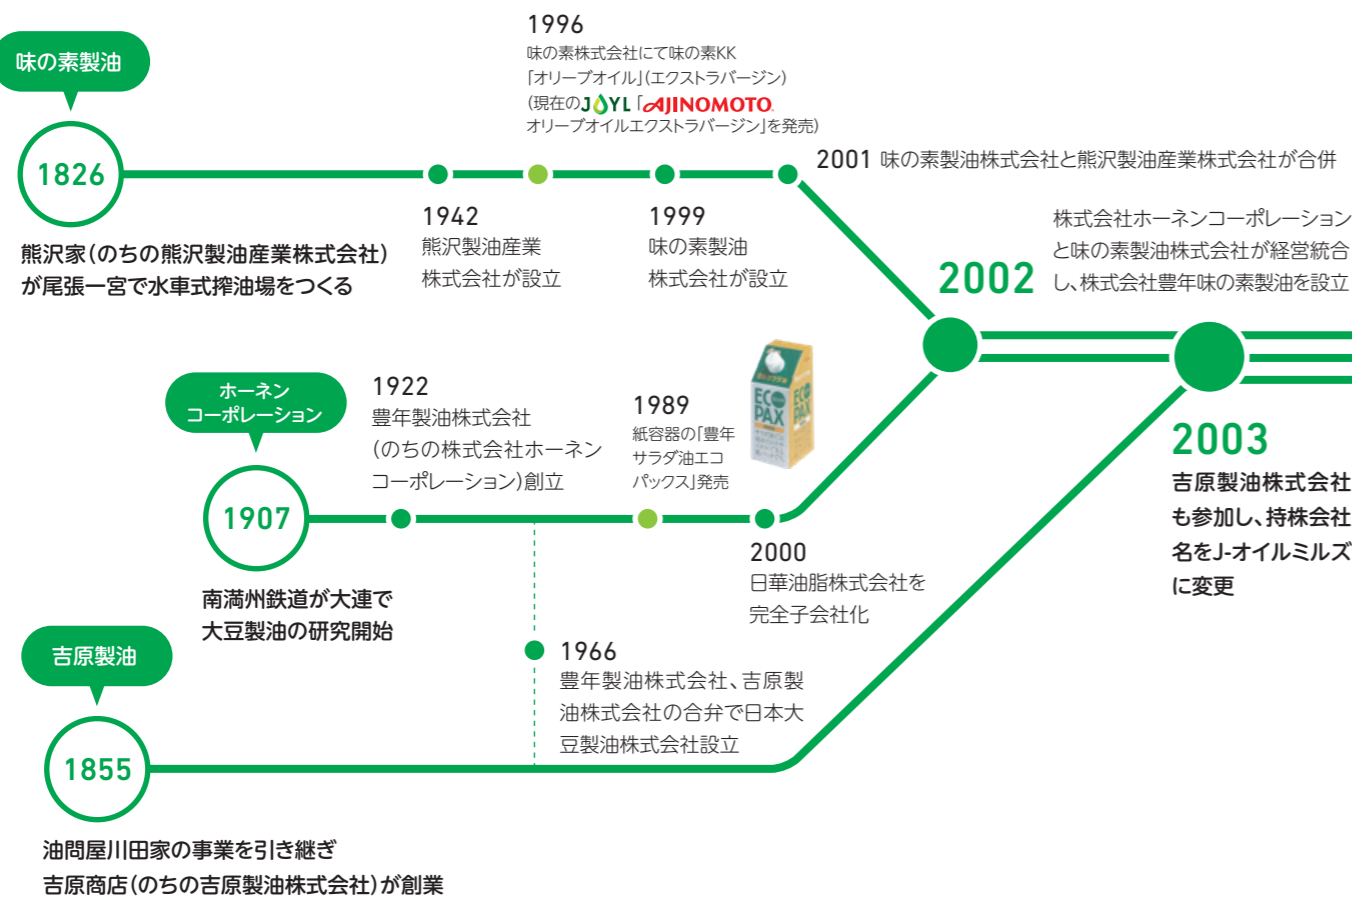 味の素製油
1826
熊沢家(のちの熊沢製油産業株式会社)
が尾張一宮で水車式搾油場をつくる
1942
熊沢製油産業
株式会社が設立
1996
味の素株式会社にて味の素KK
「オリーブオイル」(エクストラバージン)
(現在のJOYL「AJINOMOTO
オリーブオイルエクストラバージン」を発売)
1999
味の素製油
株式会社が設立
2001 味の素製油株式会社と熊沢製油産業株式会社が合併
2002
株式会社ホーネンコーポレーション
と味の素製油株式会社が経営統合
し、株式会社豊年味の素製油を設立
ホーネン
コーポレーション
1907
南満州鉄道が大連で
大豆製油の研究開始
1922
豊年製油株式会社
(のちの株式会社ホーネン
コーポレーション)創立
1989
紙容器の「豊年
サラダ油エコ
パックス」発売
ECO
PAX
ECO
PAX
2000
日華油脂株式会社を
完全子会社化
2003
吉原製油株式会社
も参加し、持株会社
名をJ-オイルミルズ
に変更
1966
豊年製油株式会社、吉原製
油株式会社の合弁で日本大
豆製油株式会社設立
吉原製油
1855
油問屋川田家の事業を引き継ぎ
吉原商店(のちの吉原製油株式会社)が創業